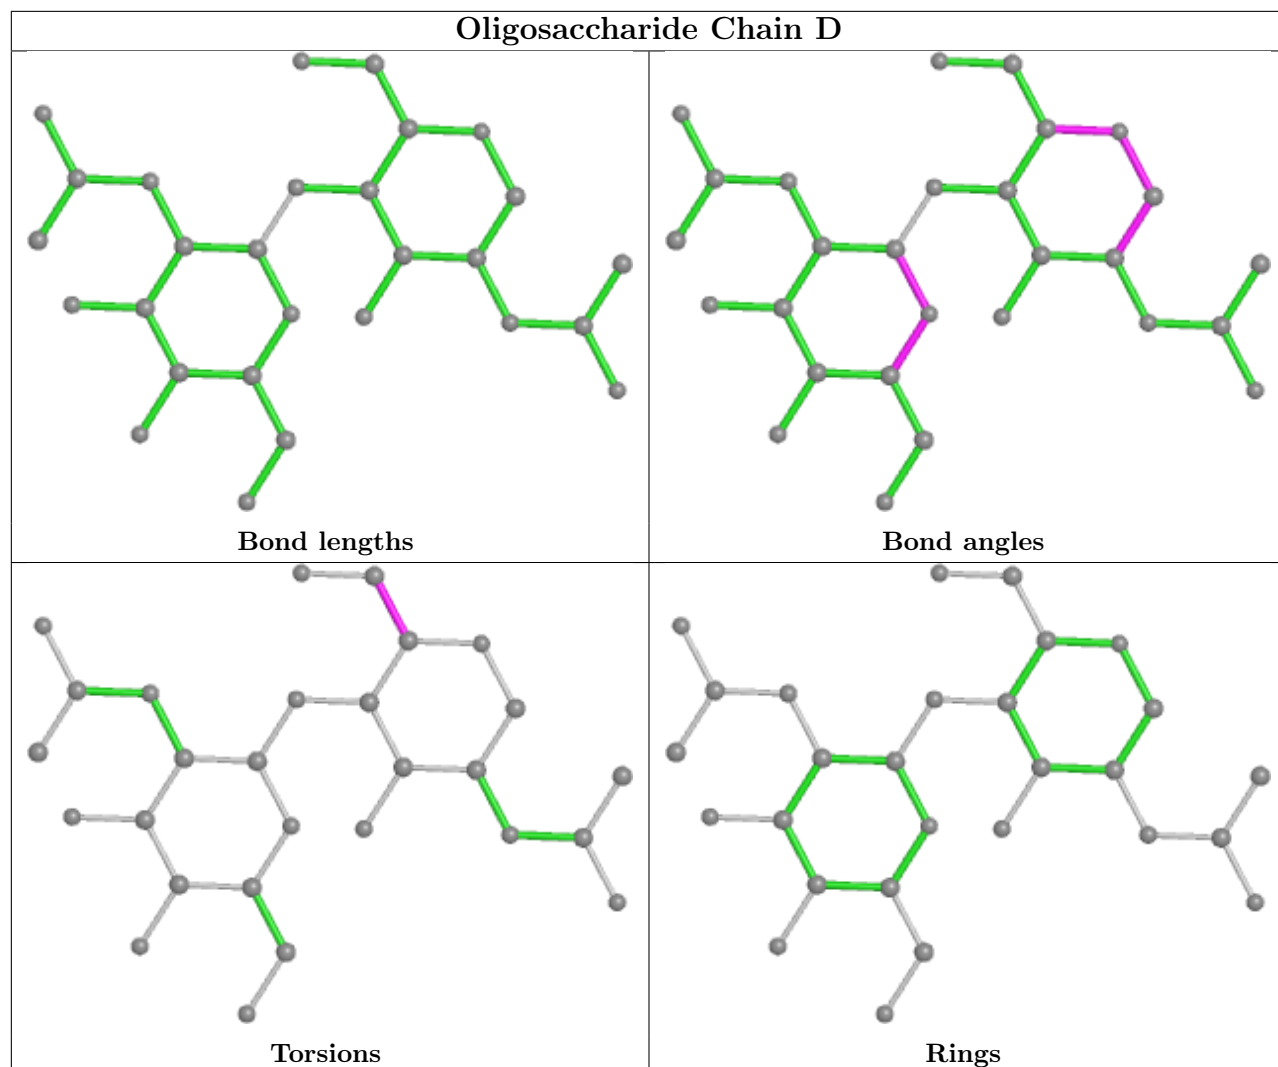 Oligosaccharide Chain D
Bond lengths
Bond angles
Torsions
Rings